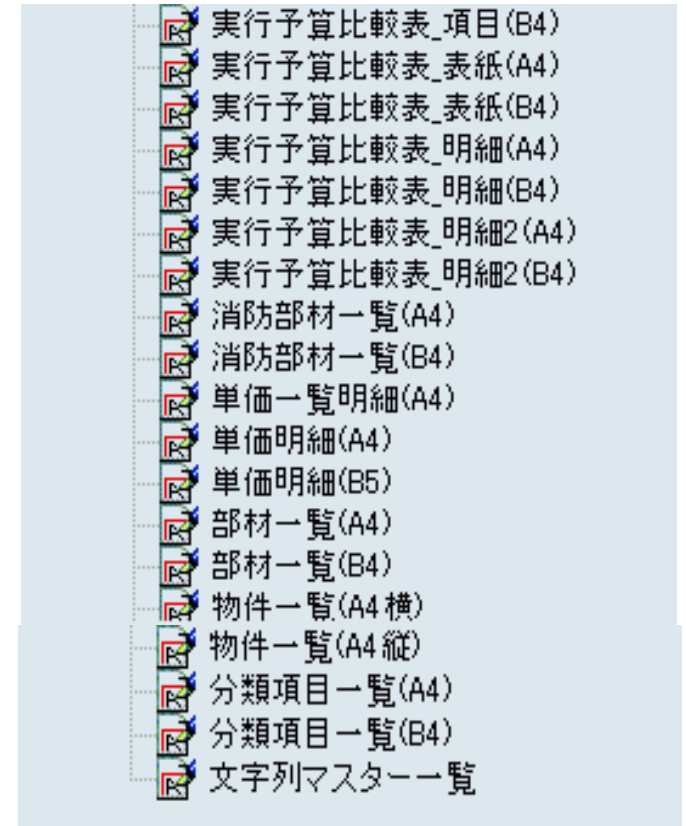 実行予算比較表_項目(B4)
実行予算比較表_表紙(A4)
実行予算比較表_表紙(B4)
実行予算比較表_明細(A4)
実行予算比較表_明細(B4)
実行予算比較表_明細2(A4)
実行予算比較表_明細2(B4)
消防部材一覧(A4)
消防部材一覧(B4)
単価一覧明細(A4)
単価明細(A4)
単価明細(B5)
部材一覧(A4)
部材一覧(B4)
物件一覧(A4横)
物件一覧(A4縦)
分類項目一覧(A4)
分類項目一覧(B4)
文字列マスター一覧